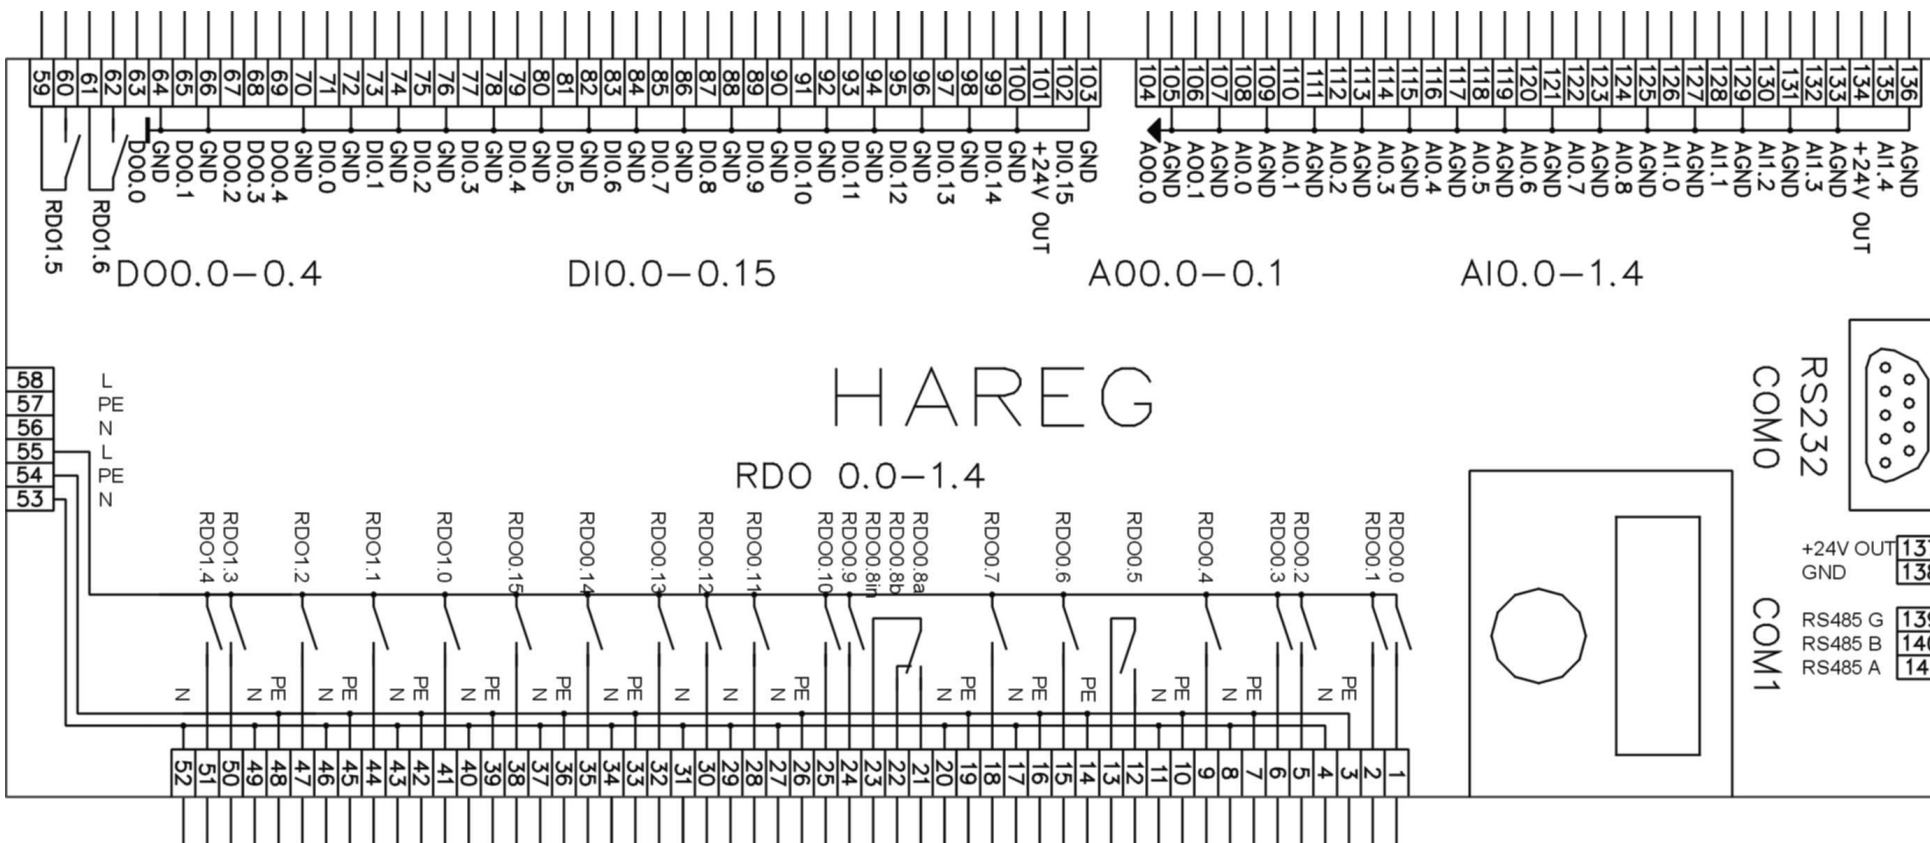 59 60 61 62 63 64 65 66 67 68 69 70 71 72 73 74 75 76 77 78 79 80 81 82 83 84 85 86 87 88 89 90 91 92 93 94 95 96 97 98 99 100 101 102 103
104 105 106 107 108 109 110 111 112 113 114 115 116 117 118 119 120 121 122 123 124 125 126 127 128 129 130 131 132 133 134 135 136
RDO1.5 RDO1.6 DO0.0 GND DO0.1 GND DO0.2 DO0.3 DO0.4 GND DI0.0 GND DI0.1 GND DI0.2 GND DI0.3 GND DI0.4 GND DI0.5 GND DI0.6 GND DI0.7 GND DI0.8 GND DI0.9 GND DI0.10 GND DI0.11 GND DI0.12 GND DI0.13 GND DI0.14 GND +24V OUT DI0.15 GND
AO0.0 AGND AO0.1 AGND AI0.0 AGND AI0.1 AGND AI0.2 AGND AI0.3 AGND AI0.4 AGND AI0.5 AGND AI0.6 AGND AI0.7 AGND AI0.8 AGND AI1.0 AGND AI1.1 AGND AI1.2 AGND AI1.3 AGND +24V OUT AI1.4 AGND
DO0.0-0.4
DI0.0-0.15
AO0.0-0.1
AI0.0-1.4
58 L
57 PE
56 N
55 L
54 PE
53 N
HAREG
RDO 0.0-1.4
RS232
COM0
+24V OUT
GND 138
COM1
RS485 G 139
RS485 B 140
RS485 A
RDO1.4 RDO1.3 RDO1.2 RDO1.1 RDO1.0 RDO0.15 RDO0.14 RDO0.13 RDO0.12 RDO0.11 RDO0.10 RDO0.9 RDO0.8in RDO0.8b RDO0.8a RDO0.7 RDO0.6 RDO0.5 RDO0.4 RDO0.3 RDO0.2 RDO0.1 RDO0.0
N N PE N PE N PE N PE N PE N PE N N N PE N PE N PE PE N PE N PE N PE
52 51 50 49 48 47 46 45 44 43 42 41 40 39 38 37 36 35 34 33 32 31 30 29 28 27 26 25 24 23 22 21 20 19 18 17 16 15 14 13 12 11 10 9 8 7 6 5 4 3 2 1